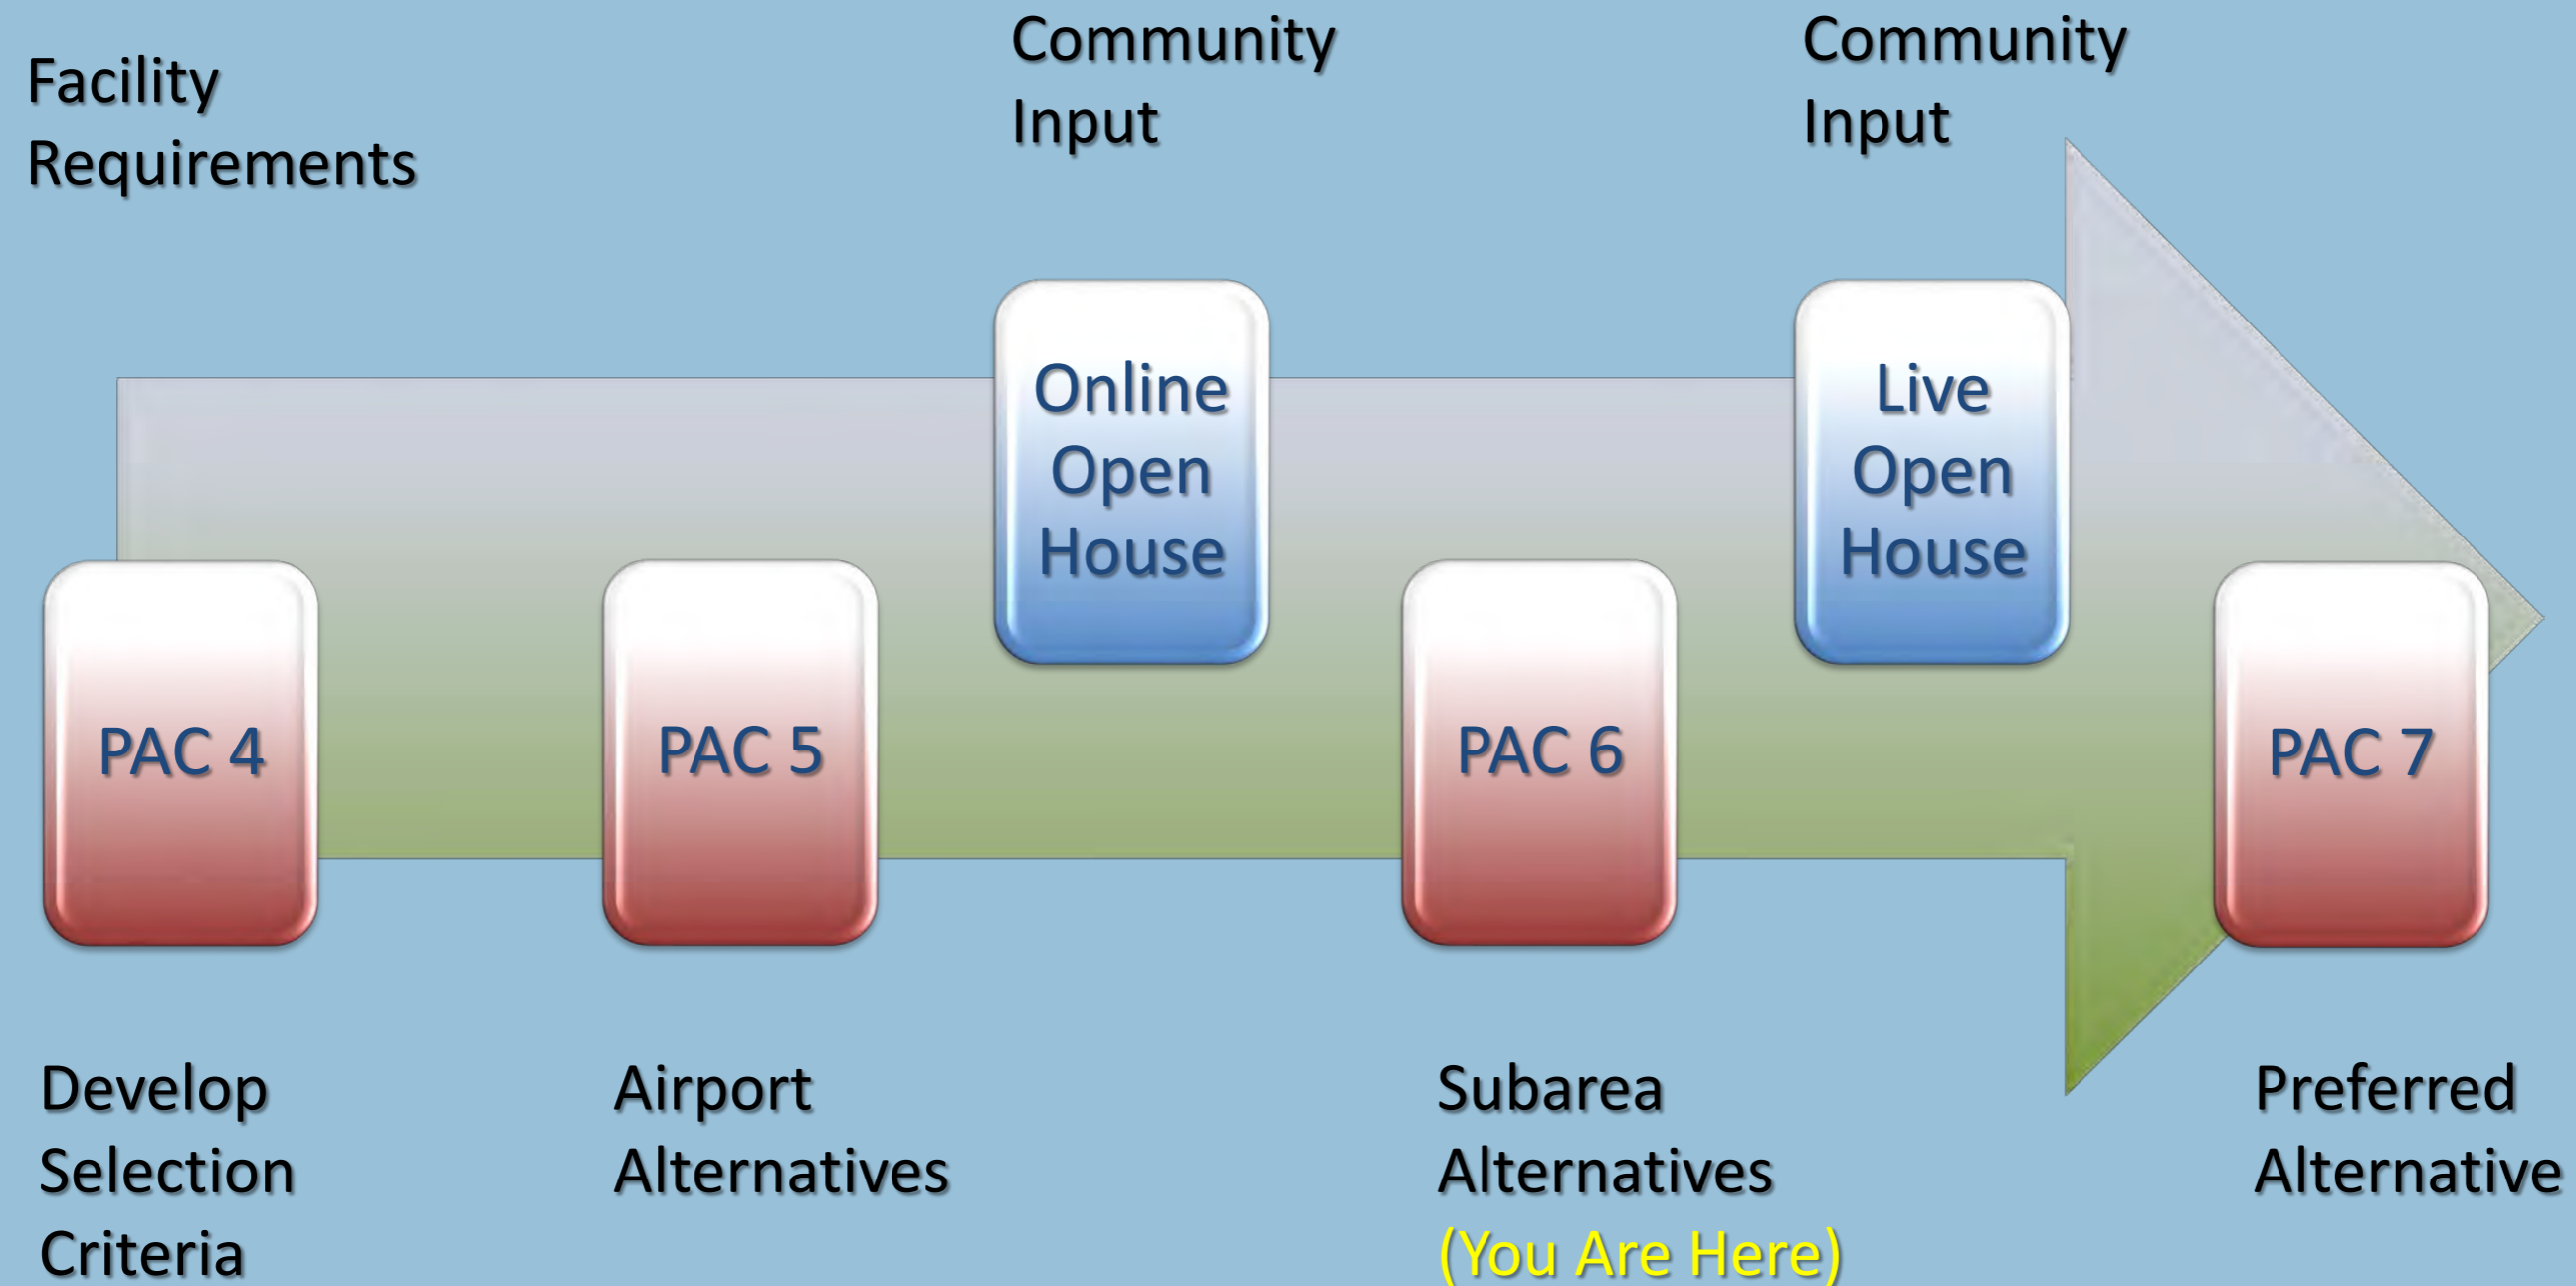 Facility
Requirements
Community
Input
Community
Input
Online
Open
House
Live
Open
House
PAC 4
PAC 5
PAC 6
PAC 7
Develop
Selection
Criteria
Airport
Alternatives
Subarea
Alternatives
(You Are Here)
Preferred
Alternative